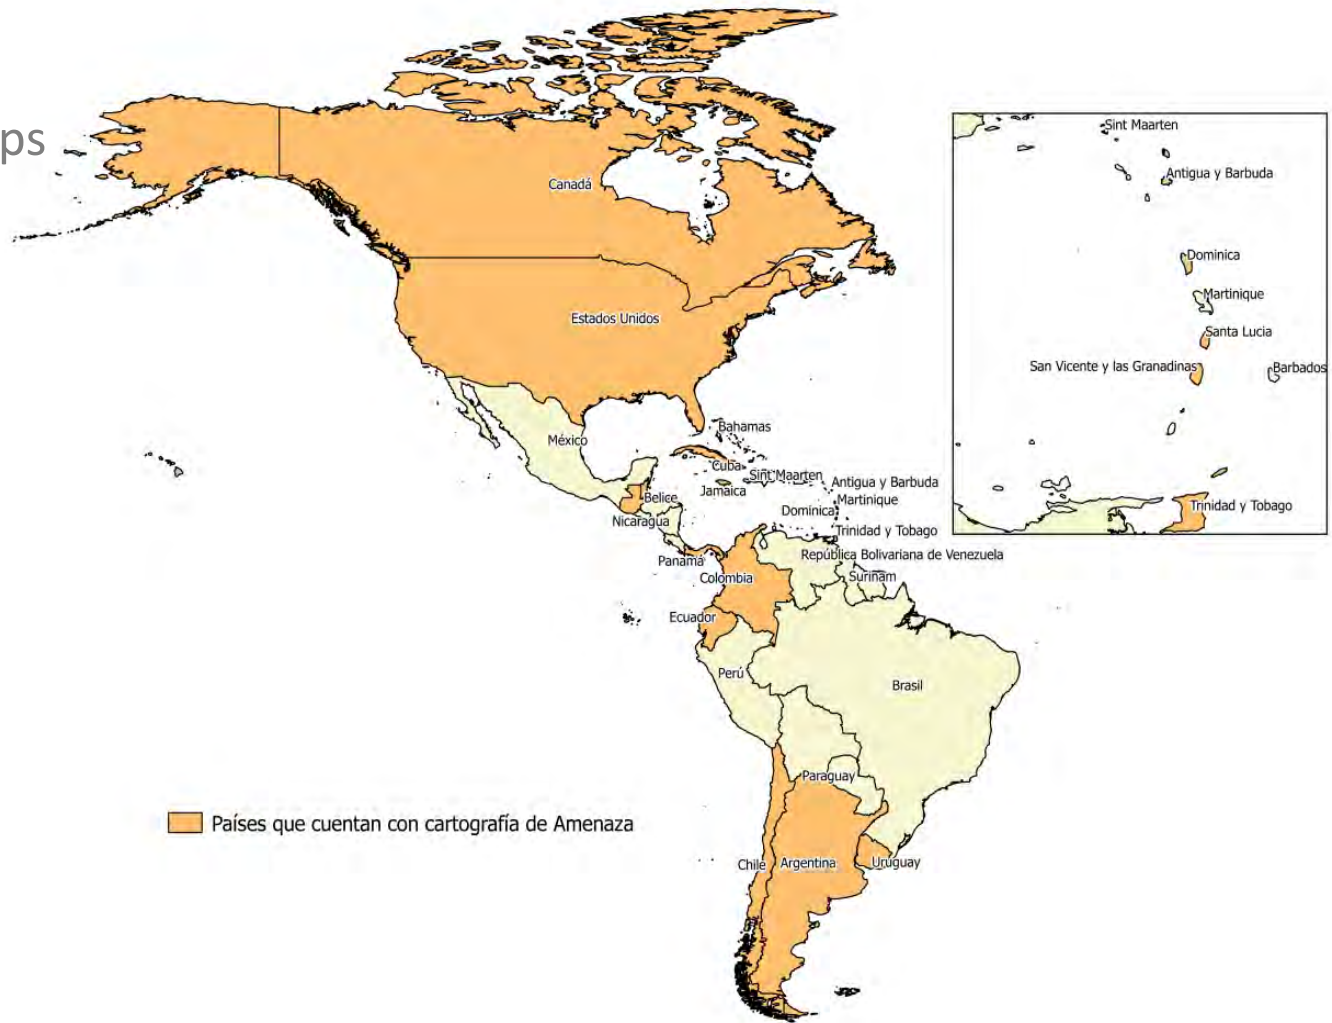 ps
Canadá
Estados Unidos
México
Bahamas
Cuba
Sint Maarten
Jamaica
Antigua y Barbuda
Martinique
Dominica
Belice
Nicaragua
Trinidad y Tobago
República Bolivariana de Venezuela
Panamá
Colombia
Surinam
Ecuador
Perú
Brasil
Paraguay
Chile
Argentina
Uruguay
Países que cuentan con cartografía de Amenaza
Sint Maarten
Antigua y Barbuda
Dominica
Martinique
Santa Lucia
San Vicente y las Granadinas
Barbados
Trinidad y Tobago